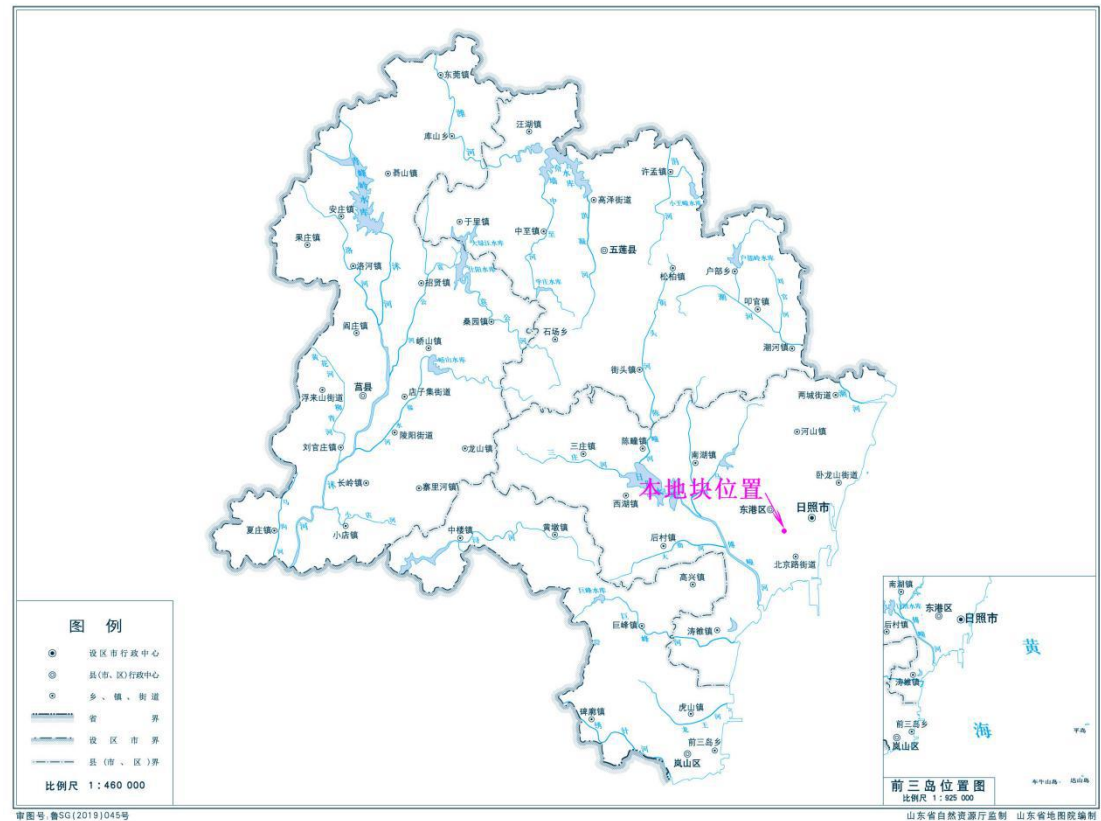 东莞镇
汪湖镇
库山乡
许孟镇
安庄镇
高泽街道
于里镇
中至镇
果庄镇
五莲县
洛河镇
松柏镇
户部乡
招贤镇
叩官镇
桑园镇
石场乡
阎庄镇
潮河镇
峤山镇
街头镇
莒县
店子集街道
浮来山街道
两城街道
陵阳街道
河山镇
刘官庄镇
龙山镇
三庄镇
陈疃镇
南湖镇
卧龙山街道
长岭镇
寨里河镇
本地块位置
西湖镇
东港区
日照市
夏庄镇
小店镇
中楼镇
黄墩镇
后村镇
北京路街道
高兴镇
巨峰水库
巨峰镇
涛雒镇
碑廓镇
虎山镇
前三岛乡
岚山区
图 例
设区市行政中心
县(市、区)行政中心
乡、镇、街道
省 界
设 区 市 界
县(市、区)界
比例尺 1:460 000
南湖镇
东港区
日照市
后村镇
黄
涛雒镇
海
前三岛乡
平岛
岚山区
车牛山岛
达山岛
前三岛位置图
比例尺 1:925 000
审图号:鲁SG(2019)045号
山东省自然资源厅监制 山东省地图院编制